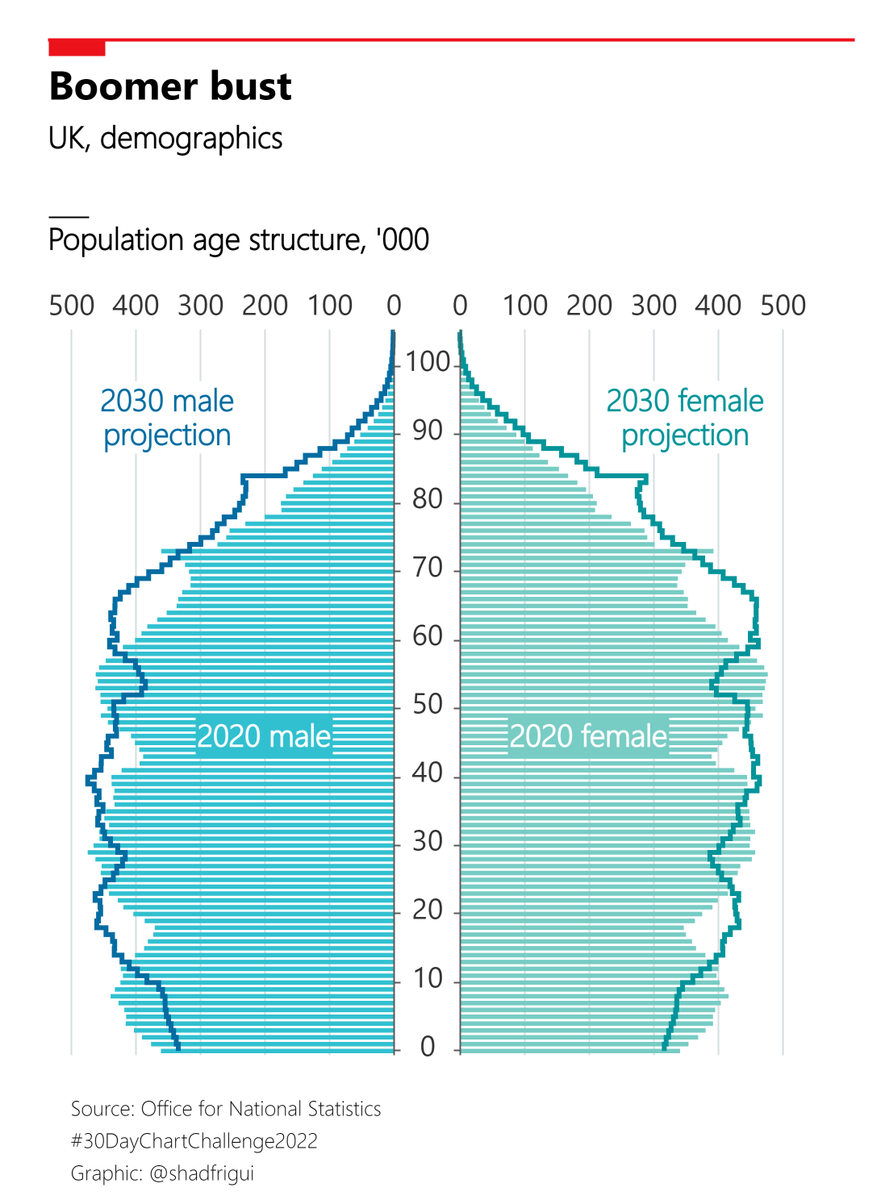 Boomer bust
UK, demographics
Population age structure, '000
500 400 300 200 100 0 0 100 200 300 400 500
100
2030 male
projection
2030 female
projection
90
80
70
60
50
2020 male
2020 female
40
30
20
10
0
Source: Office for National Statistics
#30DayChartChallenge2022
Graphic: @shadfrigui